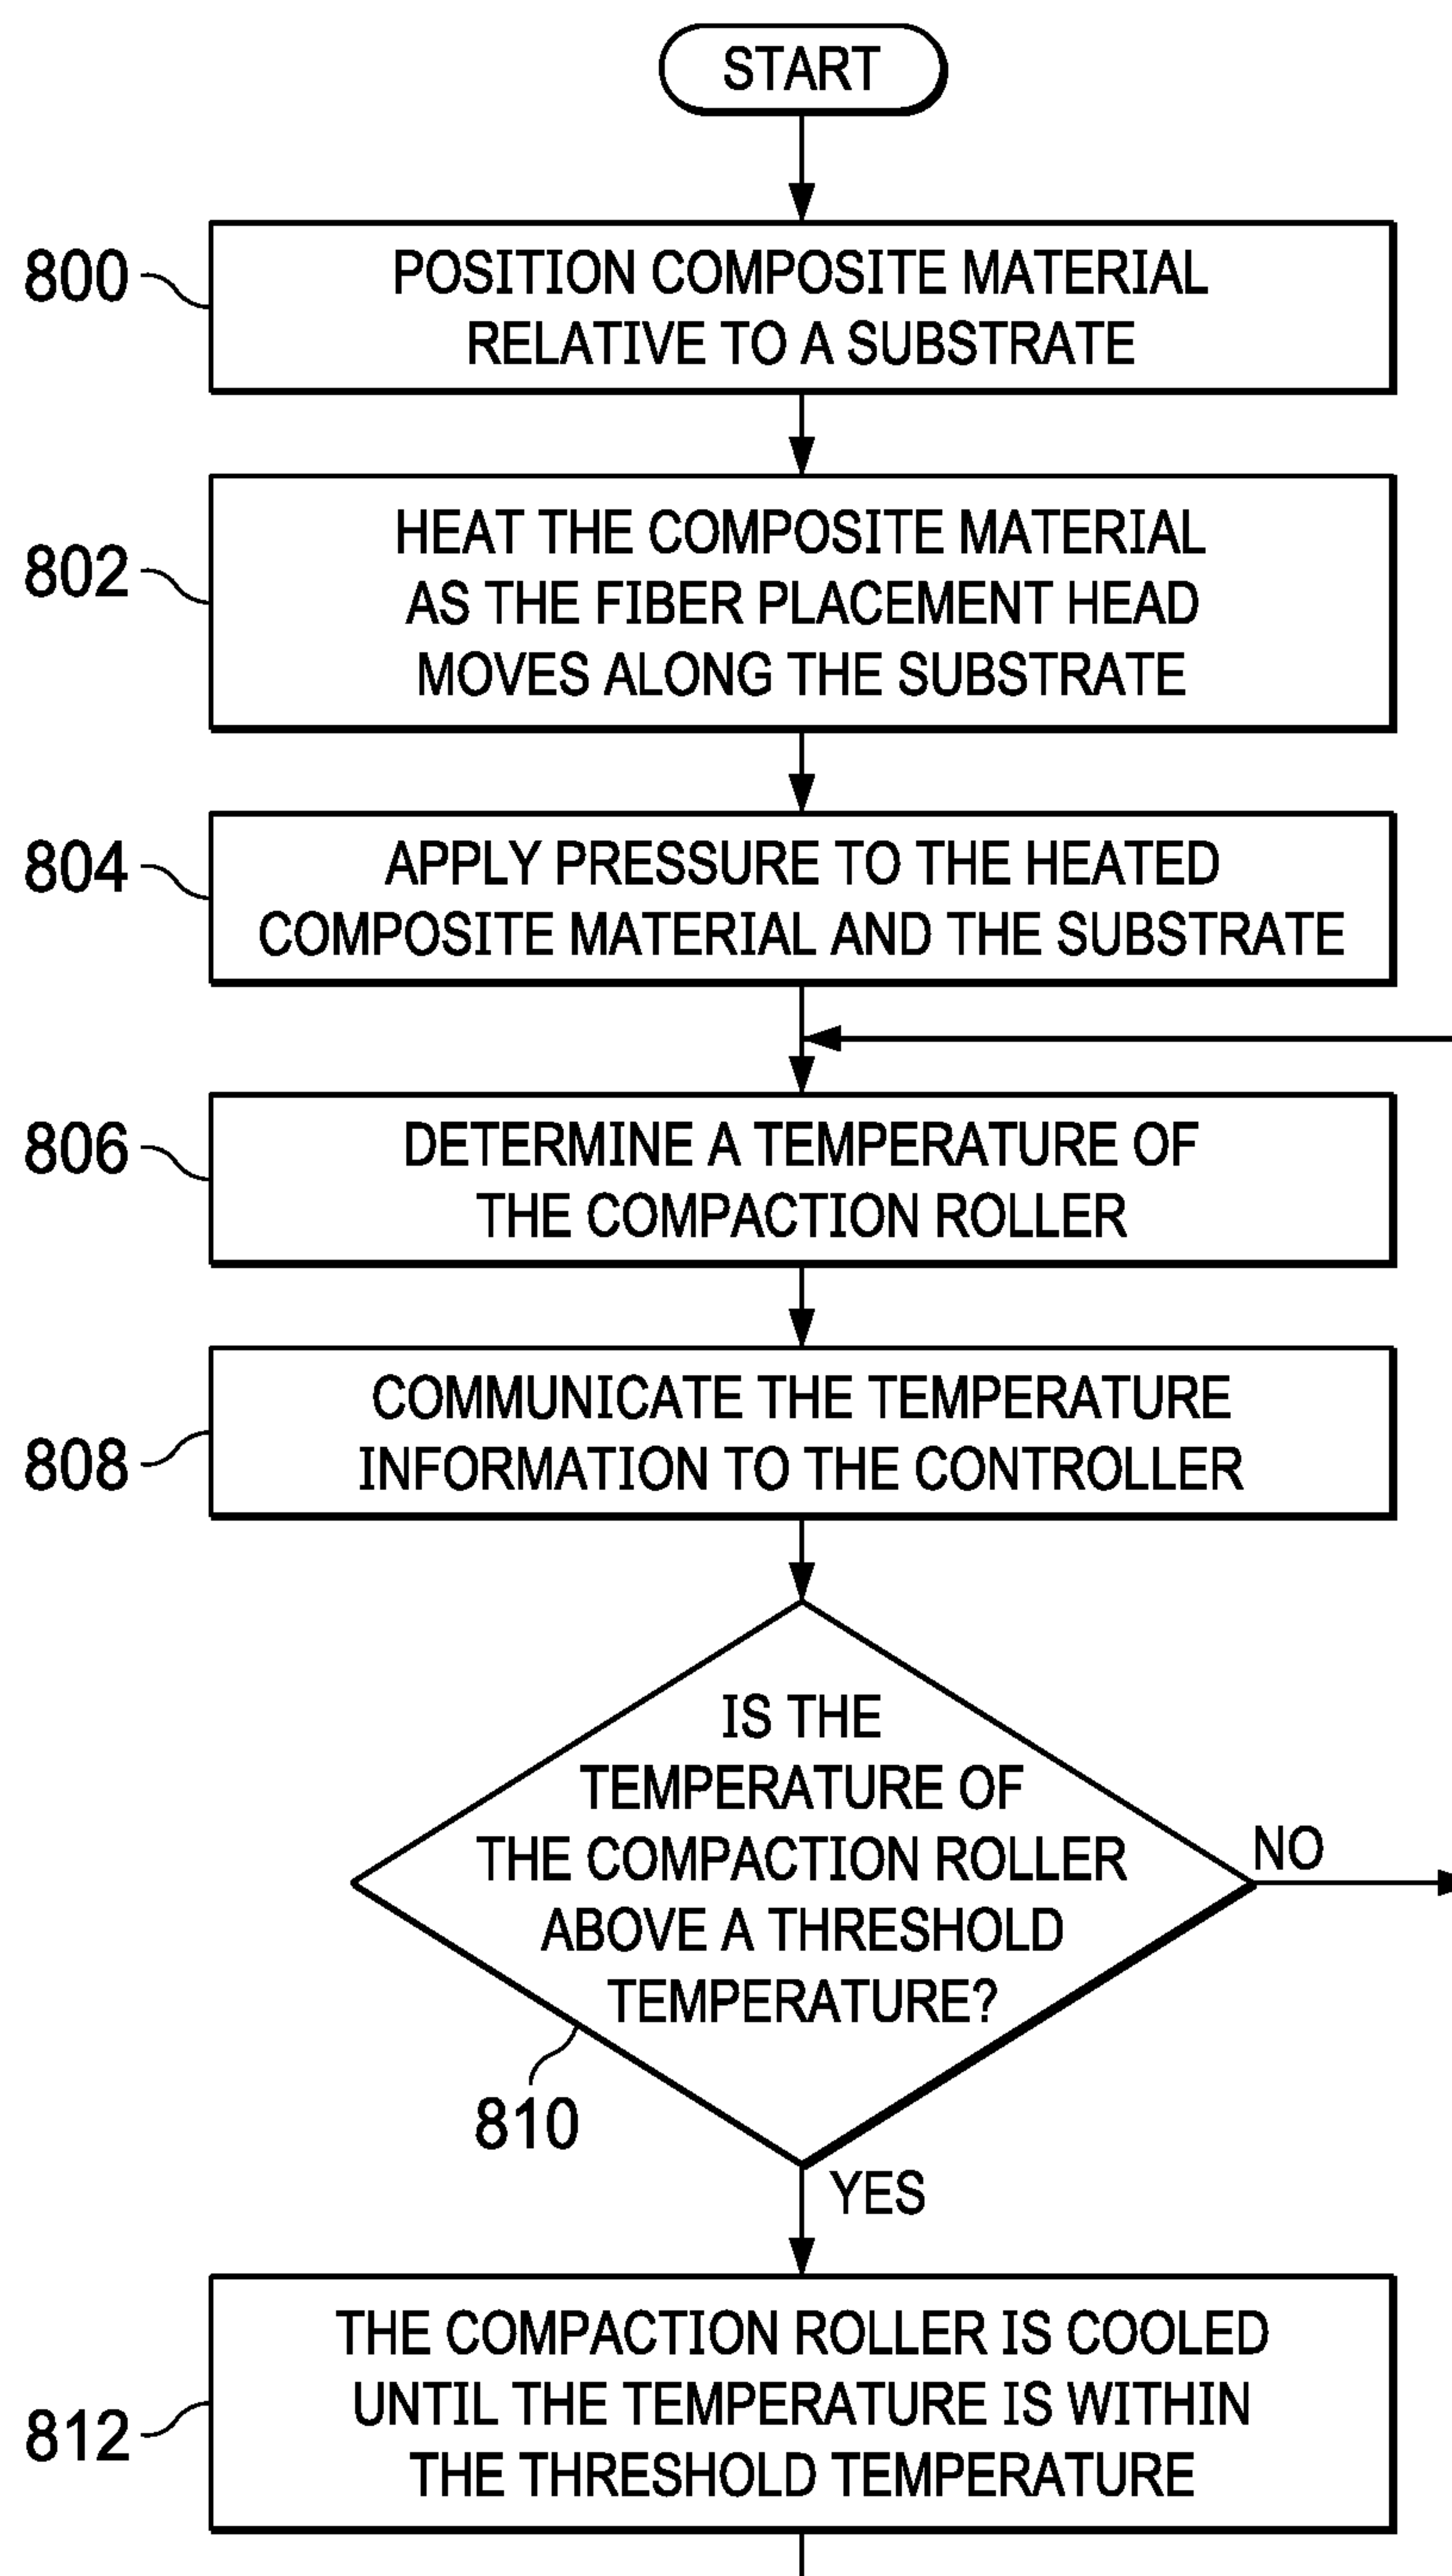 START
800
POSITION COMPOSITE MATERIAL
RELATIVE TO A SUBSTRATE
802
HEAT THE COMPOSITE MATERIAL
AS THE FIBER PLACEMENT HEAD
MOVES ALONG THE SUBSTRATE
804
APPLY PRESSURE TO THE HEATED
COMPOSITE MATERIAL AND THE SUBSTRATE
806
DETERMINE A TEMPERATURE OF
THE COMPACTION ROLLER
808
COMMUNICATE THE TEMPERATURE
INFORMATION TO THE CONTROLLER
IS THE
TEMPERATURE OF
THE COMPACTION ROLLER
ABOVE A THRESHOLD
TEMPERATURE?
NO
810
YES
812
THE COMPACTION ROLLER IS COOLED
UNTIL THE TEMPERATURE IS WITHIN
THE THRESHOLD TEMPERATURE